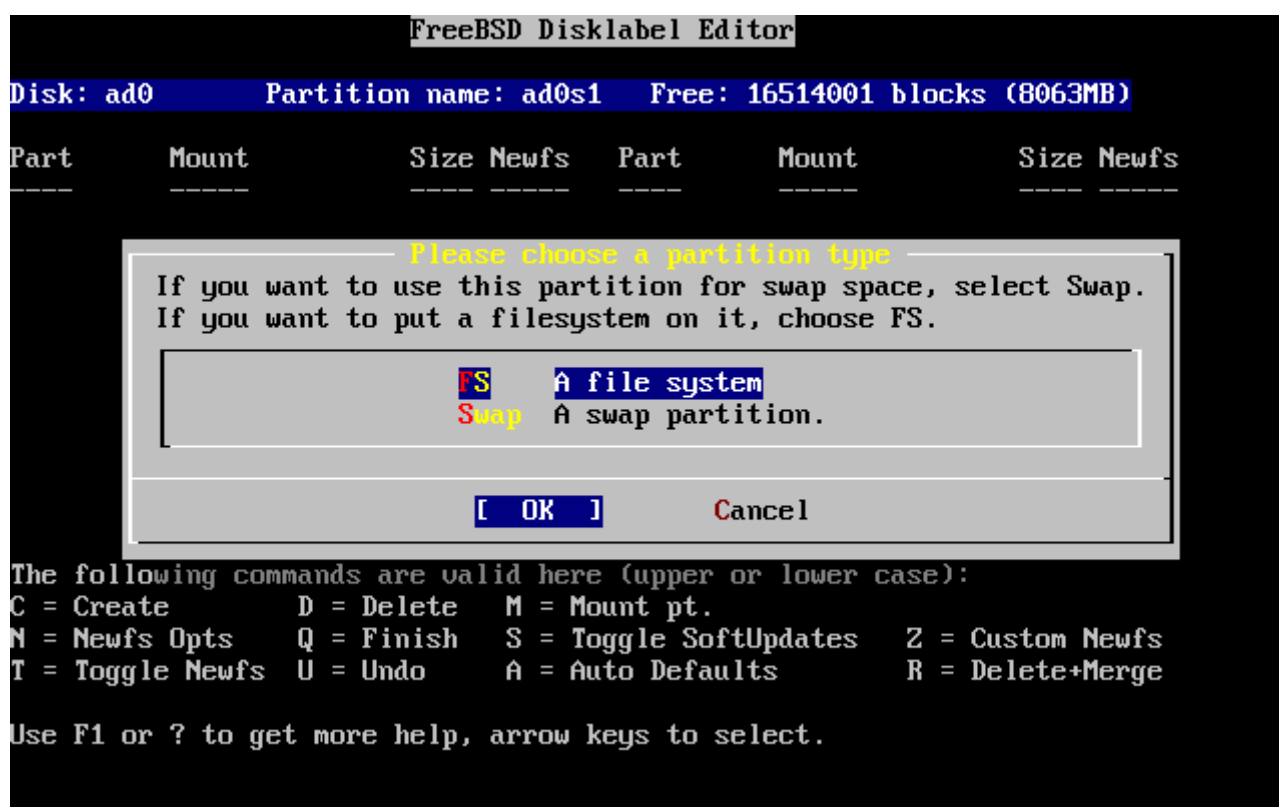 FreeBSD Disklabel Editor
Disk: ad0 Partition name: ad0s1 Free: 16514001 blocks (8063MB)
Part Mount Size Newfs Part Mount Size Newfs
---- ----- ---- ----- ---- ----- ---- -----
Please choose a partition type
If you want to use this partition for swap space, select Swap.
If you want to put a filesystem on it, choose FS.
FS A file system
Swap A swap partition.
[ OK ] Cancel
The following commands are valid here (upper or lower case):
C = Create D = Delete M = Mount pt.
N = Newfs Opts Q = Finish S = Toggle SoftUpdates Z = Custom Newfs
T = Toggle Newfs U = Undo A = Auto Defaults R = Delete+Merge
Use F1 or ? to get more help, arrow keys to select.